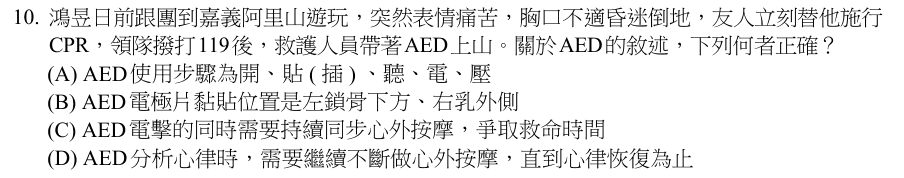 10. 鴻昱日前跟團到嘉義阿里山遊玩，突然表情痛苦，胸口不適昏迷倒地，友人立刻替他施行
CPR，領隊撥打119後，救護人員帶著AED上山。關於AED的敘述，下列何者正確？
(A) AED使用步驟為開、貼 ( 插 ) 、聽、電、壓
(B) AED電極片黏貼位置是左鎖骨下方、右乳外側
(C) AED電擊的同時需要持續同步心外按摩，爭取救命時間
(D) AED分析心律時，需要繼續不斷做心外按摩，直到心律恢復為止